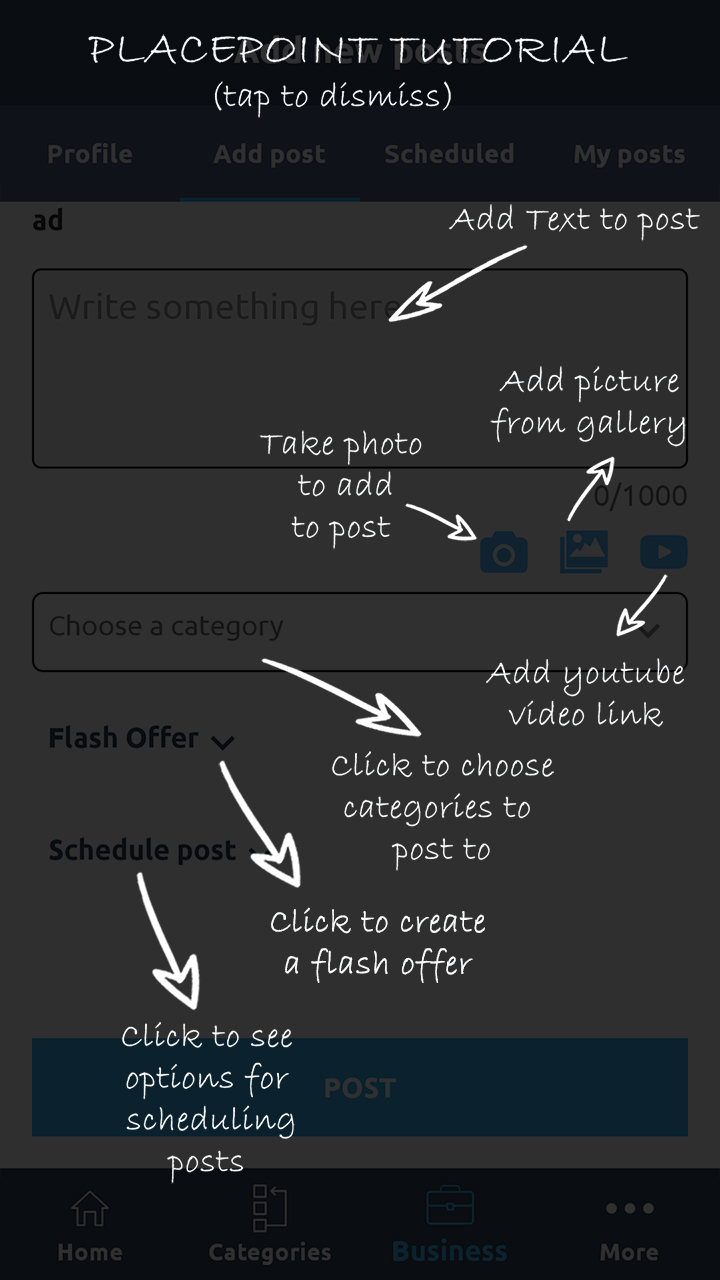 Add new posts
PLACEPOINT TUTORIAL
(tap to dismiss)
Profile
Add post
Scheduled
My posts
ad
Add Text to post
Write something here
Add picture
from gallery
Take photo
to add
to post
0/1000
Choose a category
Add youtube
video link
Flash Offer
Click to choose
categories to
post to
Schedule post
Click to create
a flash offer
Click to see
options for
scheduling
posts
POST
Home
Categories
Business
More